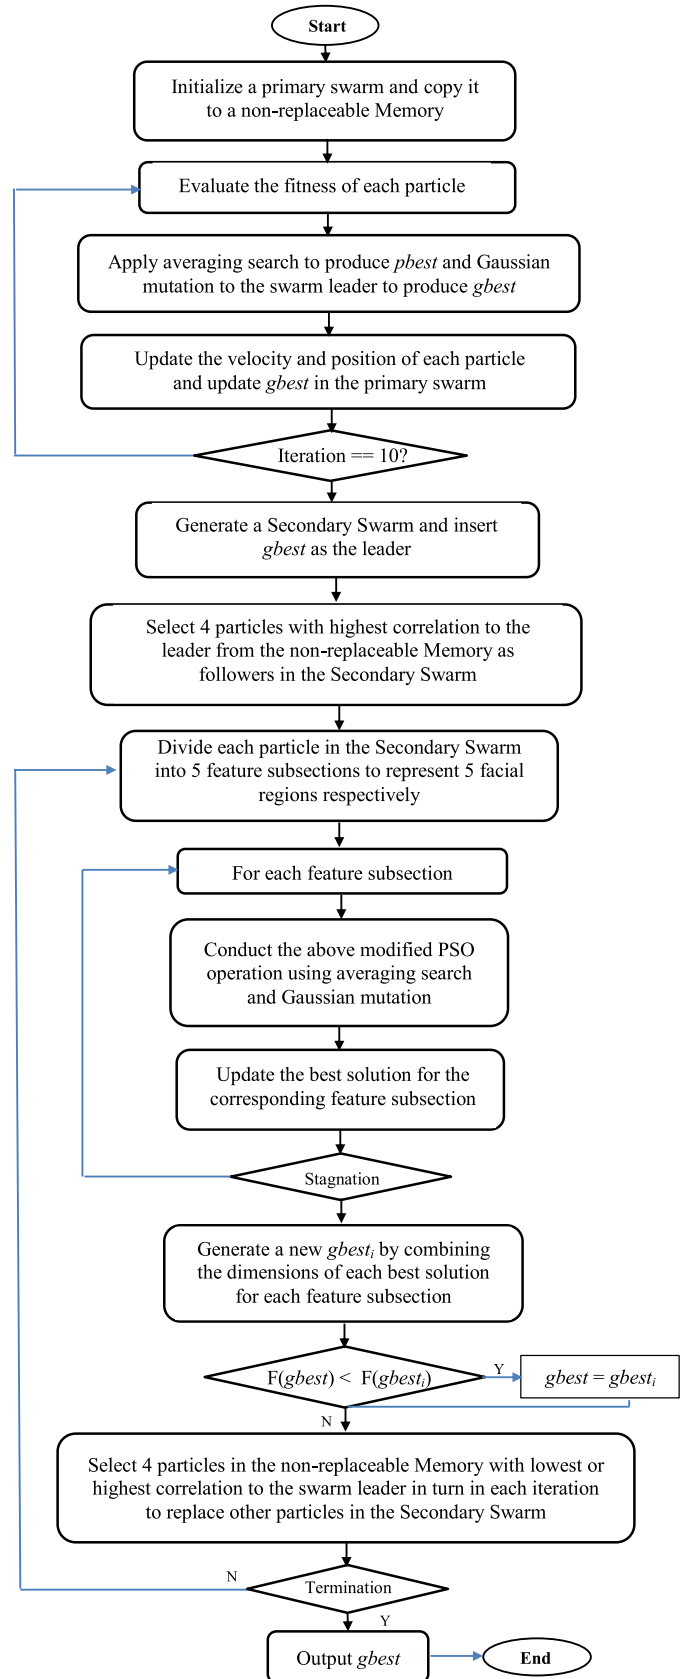 Start
Initialize a primary swarm and copy it
to a non-replaceable Memory
Evaluate the fitness of each particle
Apply averaging search to produce pbest and Gaussian
mutation to the swarm leader to produce gbest
Update the velocity and position of each particle
and update gbest in the primary swarm
Iteration == 10?
Generate a Secondary Swarm and insert
gbest as the leader
Select 4 particles with highest correlation to the
leader from the non-replaceable Memory as
followers in the Secondary Swarm
Divide each particle in the Secondary Swarm
into 5 feature subsections to represent 5 facial
regions respectively
For each feature subsection
Conduct the above modified PSO
operation using averaging search
and Gaussian mutation
Update the best solution for the
corresponding feature subsection
Stagnation
Generate a new gbesti by combining
the dimensions of each best solution
for each feature subsection
F(gbest) < F(gbesti)
Y
gbest = gbesti
N
Select 4 particles in the non-replaceable Memory with lowest or
highest correlation to the swarm leader in turn in each iteration
to replace other particles in the Secondary Swarm
N
Termination
Y
Output gbest
End